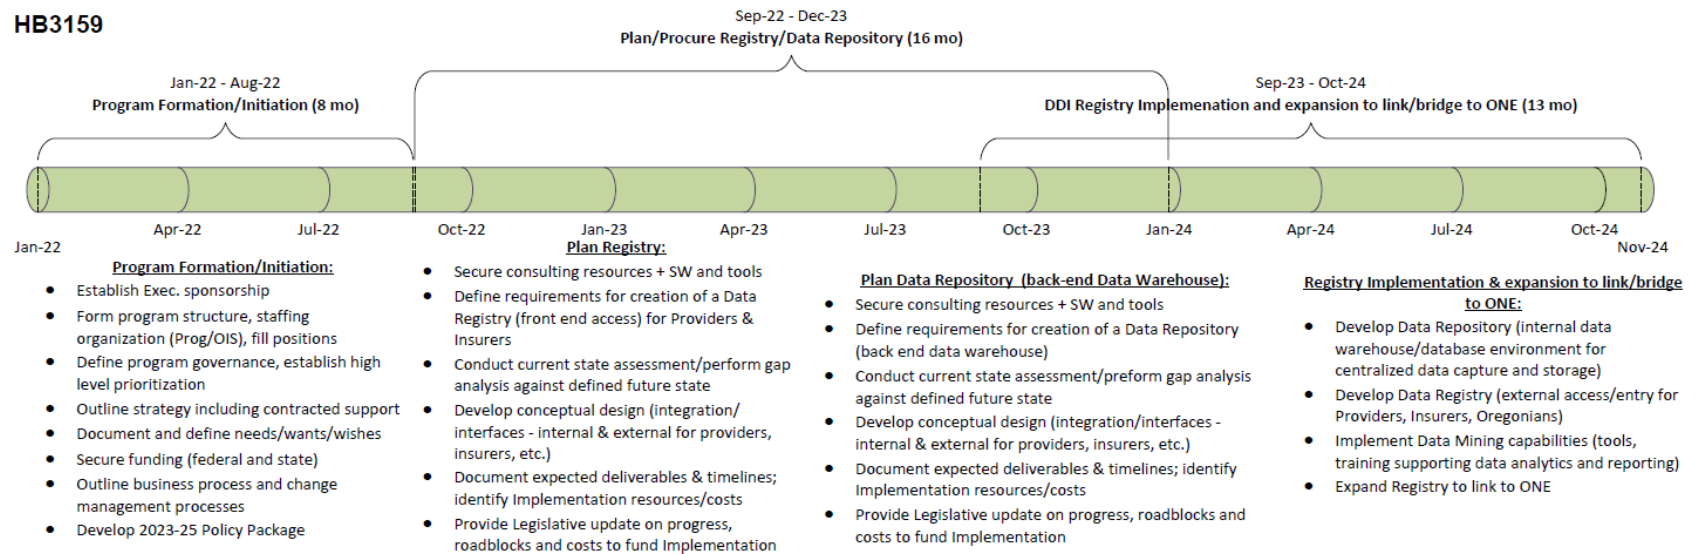 HB3159
Sep-22 - Dec-23
Plan/Procure Registry/Data Repository (16 mo)
Jan-22 - Aug-22
Program Formation/Initiation (8 mo)
Sep-23 - Oct-24
DDI Registry Implemenation and expansion to link/bridge to ONE (13 mo)
Jan-22
Apr-22
Jul-22
Oct-22
Jan-23
Apr-23
Jul-23
Oct-23
Jan-24
Apr-24
Jul-24
Oct-24
Nov-24
Program Formation/Initiation:
• Establish Exec. sponsorship
• Form program structure, staffing
organization (Prog/OIS), fill positions
• Define program governance, establish high
level prioritization
• Outline strategy including contracted support
• Document and define needs/wants/wishes
• Secure funding (federal and state)
• Outline business process and change
management processes
• Develop 2023-25 Policy Package
Plan Registry:
• Secure consulting resources + SW and tools
• Define requirements for creation of a Data
Registry (front end access) for Providers &
Insurers
• Conduct current state assessment/perform gap
analysis against defined future state
• Develop conceptual design (integration/
interfaces - internal & external for providers,
insurers, etc.)
• Document expected deliverables & timelines;
identify Implementation resources/costs
• Provide Legislative update on progress,
roadblocks and costs to fund Implementation
Plan Data Repository (back-end Data Warehouse):
• Secure consulting resources + SW and tools
• Define requirements for creation of a Data Repository
(back end data warehouse)
• Conduct current state assessment/preform gap analysis
against defined future state
• Develop conceptual design (integration/interfaces -
internal & external for providers, insurers, etc.)
• Document expected deliverables & timelines; identify
Implementation resources/costs
• Provide Legislative update on progress, roadblocks and
costs to fund Implementation
Registry Implementation & expansion to link/bridge
to ONE:
• Develop Data Repository (internal data
warehouse/database environment for
centralized data capture and storage)
• Develop Data Registry (external access/entry for
Providers, Insurers, Oregonians)
• Implement Data Mining capabilities (tools,
training supporting data analytics and reporting)
• Expand Registry to link to ONE